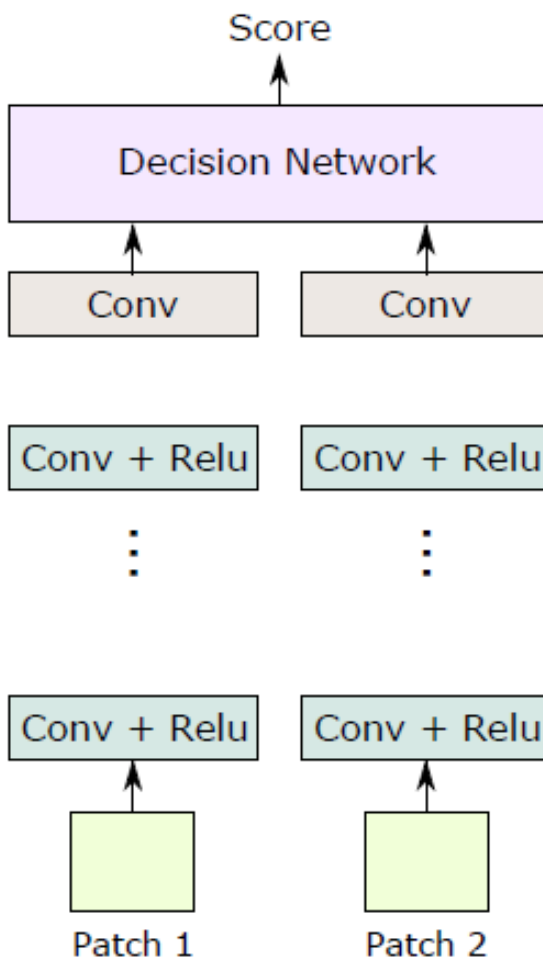 Score
Decision Network
Conv Conv
Conv + Relu Conv + Relu
Conv + Relu Conv + Relu
Patch 1 Patch 2